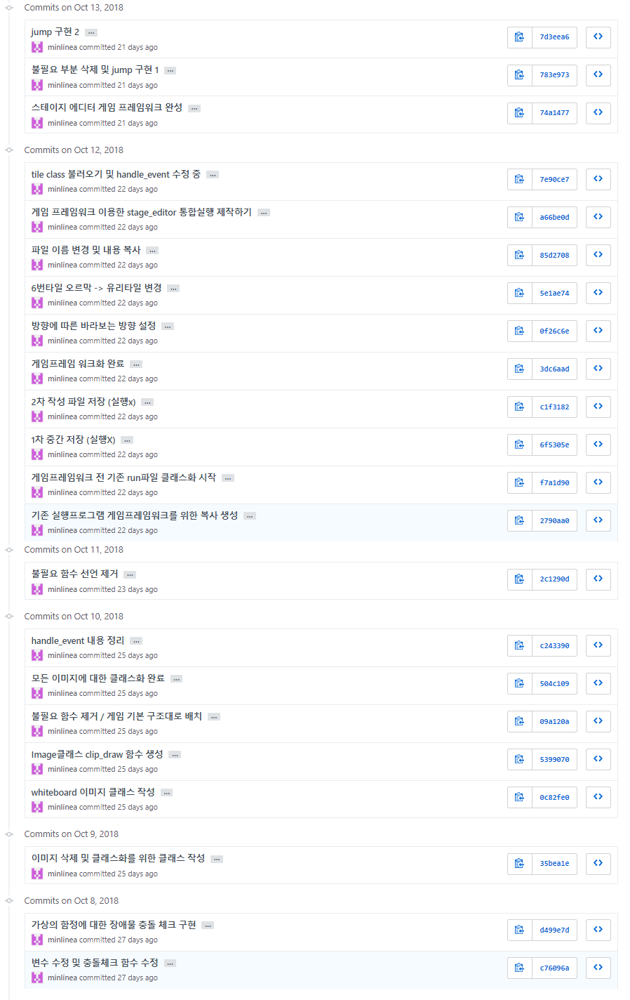 Commits on Oct 13, 2018
jump 구현 2 ...
minlinea committed 21 days ago
7d3eea6
불필요 부분 삭제 및 jump 구현 1 ...
minlinea committed 21 days ago
783e973
스테이지 에디터 게임 프레임워크 완성 ...
minlinea committed 21 days ago
74a1477
Commits on Oct 12, 2018
tile class 불러오기 및 handle_event 수정 중 ...
minlinea committed 22 days ago
7e90ce7
게임 프레임워크 이용한 stage_editor 통합실행 제작하기 ...
minlinea committed 22 days ago
a66be0d
파일 이름 변경 및 내용 복사 ...
minlinea committed 22 days ago
85d2708
6번타일 오르막 -> 유리타일 변경 ...
minlinea committed 22 days ago
5e1ae74
방향에 따른 바라보는 방향 설정 ...
minlinea committed 22 days ago
0f26c6e
게임프레임 워크화 완료 ...
minlinea committed 22 days ago
3dc6aad
2차 작성 파일 저장 (실행x) ...
minlinea committed 22 days ago
c1f3182
1차 중간 저장 (실행X) ...
minlinea committed 22 days ago
6f5305e
게임프레임워크 전 기존 run파일 클래스화 시작 ...
minlinea committed 22 days ago
f7a1d90
기존 실행프로그램 게임프레임워크를 위한 복사 생성 ...
minlinea committed 22 days ago
2790aa0
Commits on Oct 11, 2018
불필요 함수 선언 제거 ...
minlinea committed 23 days ago
2c1290d
Commits on Oct 10, 2018
handle_event 내용 정리 ...
minlinea committed 25 days ago
c243390
모든 이미지에 대한 클래스화 완료 ...
minlinea committed 25 days ago
504c109
불필요 함수 제거 / 게임 기본 구조대로 배치 ...
minlinea committed 25 days ago
09a120a
Image클래스 clip_draw 함수 생성 ...
minlinea committed 25 days ago
5399070
whiteboard 이미지 클래스 작성 ...
minlinea committed 25 days ago
0c82fe0
Commits on Oct 9, 2018
이미지 삭제 및 클래스화를 위한 클래스 작성 ...
minlinea committed 25 days ago
35bea1e
Commits on Oct 8, 2018
가상의 함정에 대한 장애물 충돌 체크 구현 ...
minlinea committed 27 days ago
d499e7d
변수 수정 및 충돌체크 함수 수정 ...
minlinea committed 27 days ago
c76096a